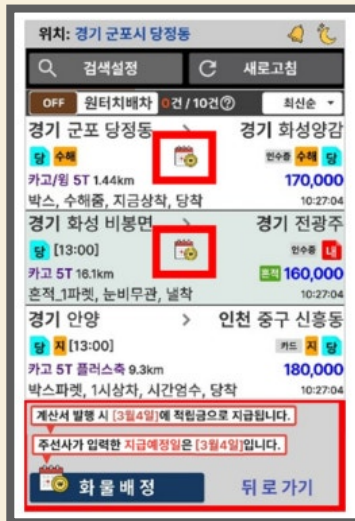 위치: 경기 군포시 당정동
검색설정 새로고침
OFF 원터치배차 0건 / 10건? 최신순
경기 군포 당정동 > 경기 화성양감
당 수해 인수증 수해 당
카고/윙 5T 1.44km 170,000
박스, 수해줌, 지금상착, 당착 10:27:04
경기 화성 비봉면 경기 전광주
당 [13:00] 인수증 내
카고 5T 16.1km 혼적 160,000
혼적_1파렛, 눈비무관, 낼착 10:27:04
경기 안양 > 인천 중구 신흥동
당 지 [13:00] 카드 지 당
카고 5T 플러스축 9.3km 180,000
박스파렛, 1시상차, 시간엄수, 당착 10:27:04
계산서 발행 시 [3월4일]에 적립금으로 지급됩니다.
주선사가 입력한 지급예정일은 [3월4일]입니다.
화물배정 뒤로가기